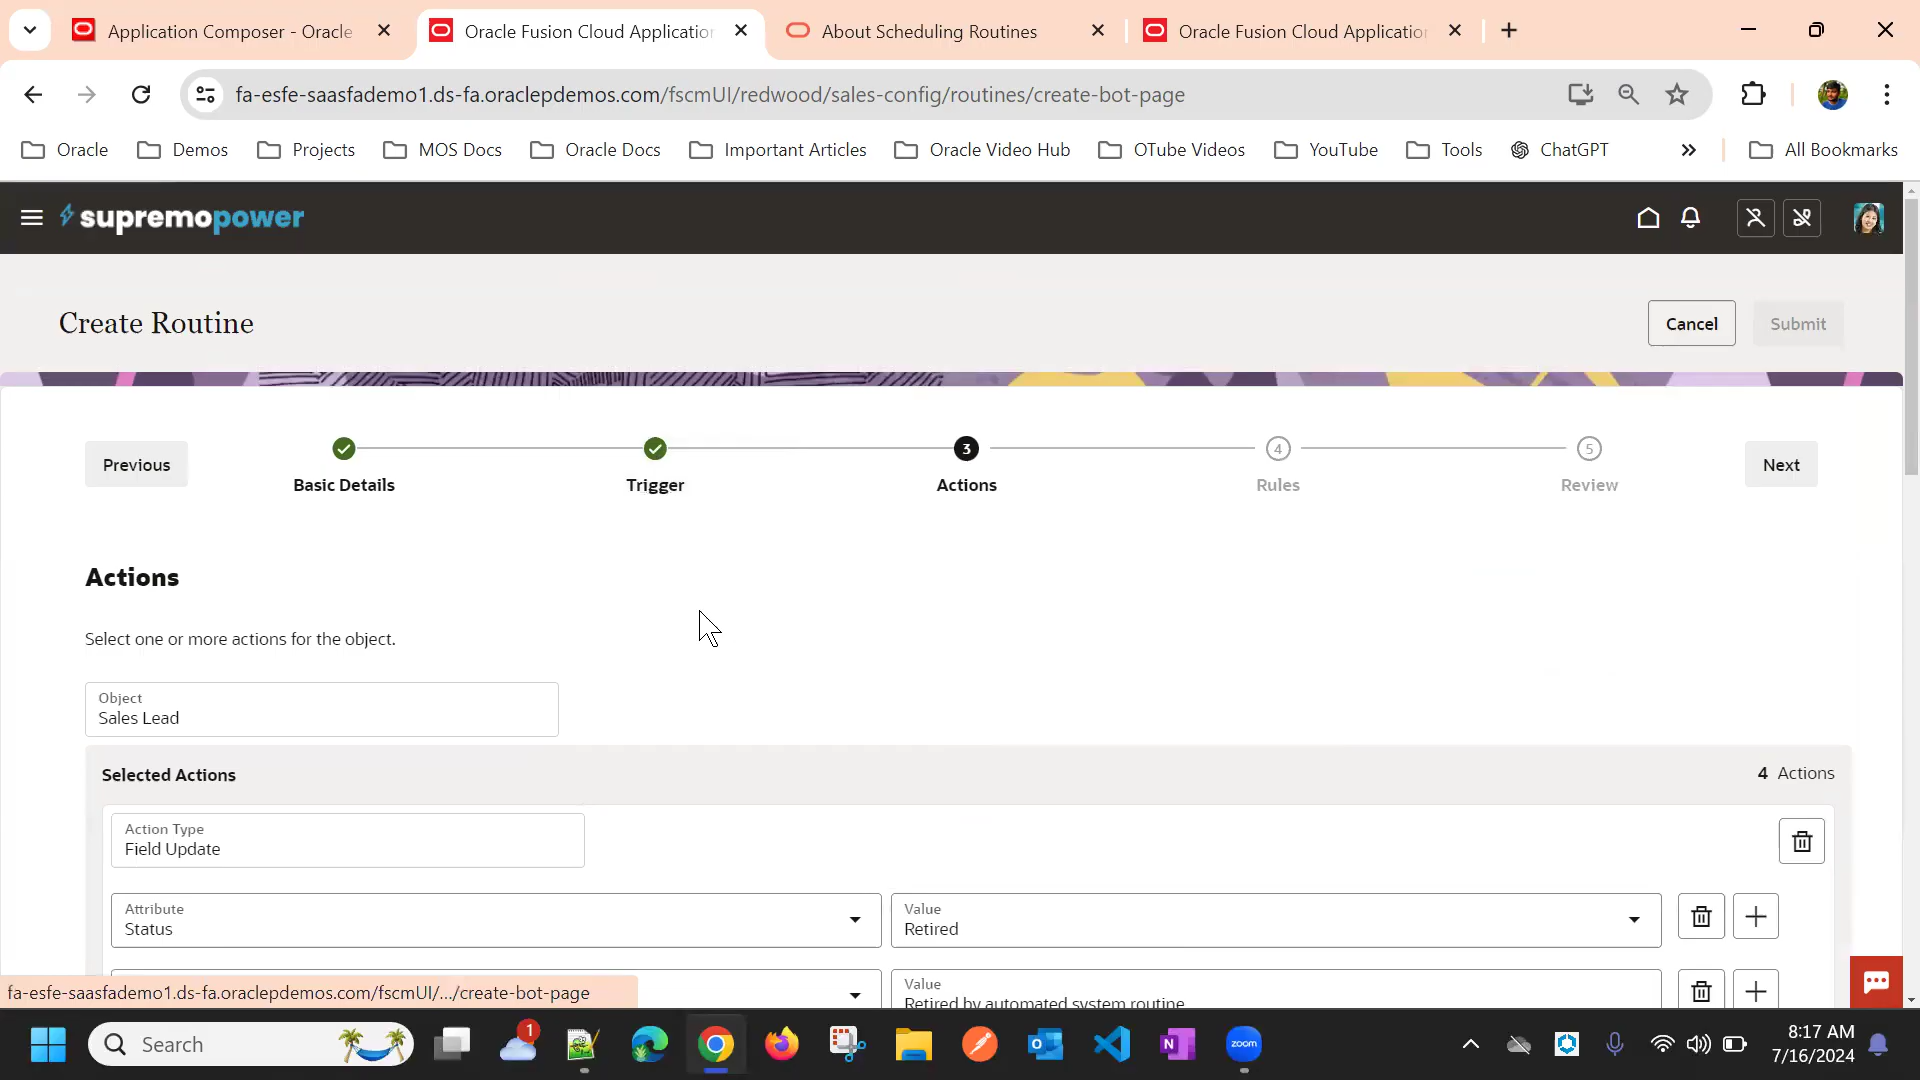 Application Composer - Oracle
Oracle Fusion Cloud Applicatio
About Scheduling Routines
Oracle Fusion Cloud Applicatio
fa-esfe-saasfademo1.ds-fa.oraclepdemos.com/fscmUI/redwood/sales-config/routines/create-bot-page
Oracle
Demos
Projects
MOS Docs
Oracle Docs
Important Articles
Oracle Video Hub
OTube Videos
YouTube
Tools
ChatGPT
All Bookmarks
supremopower
Create Routine
Cancel
Submit
Previous
Basic Details
Trigger
3
Actions
4
Rules
5
Review
Next
Actions
Select one or more actions for the object.
Object
Sales Lead
Selected Actions
4 Actions
Action Type
Field Update
Attribute
Status
Value
Retired
Value
Retired by automated system routine
fa-esfe-saasfademo1.ds-fa.oraclepdemos.com/fscmUI/.../create-bot-page
Search
1
zoom
8:17 AM
7/16/2024